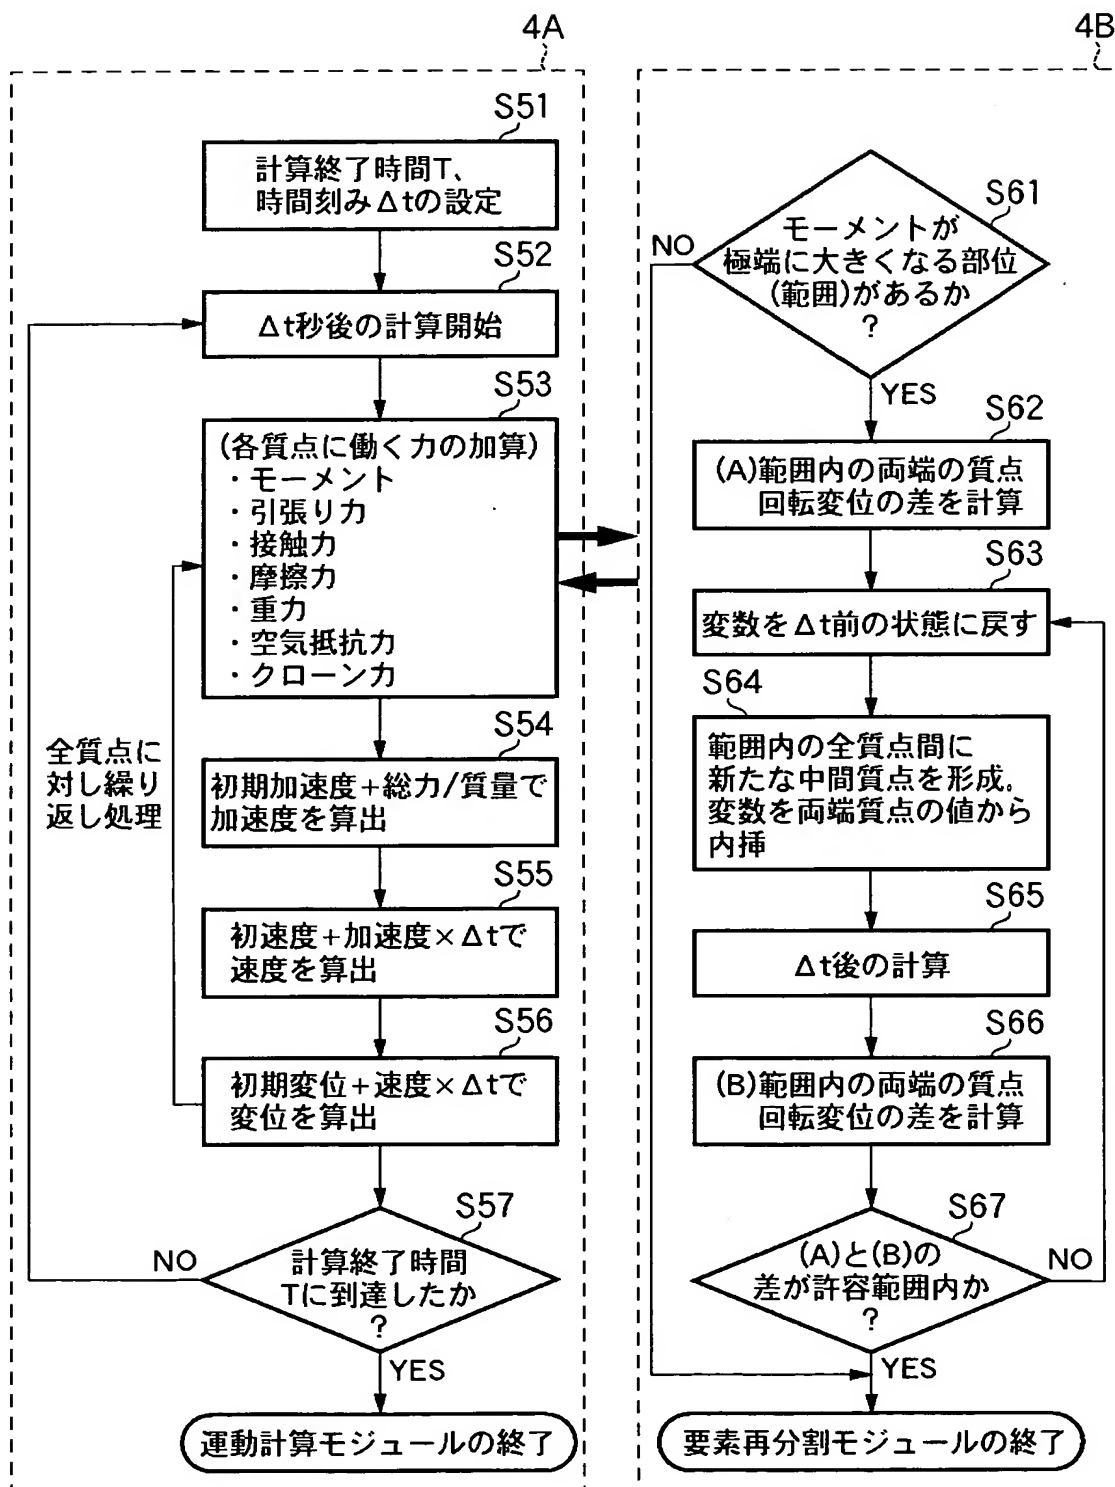 4A
S51
計算終了時間T、
時間刻みΔtの設定
S52
Δt秒後の計算開始
S53
(各質点に働く力の加算)
・モーメント
・引張り力
・接触力
・摩擦力
・重力
・空気抵抗力
・クローン力
全質点に
対し繰り
返し処理
S54
初期加速度+総力/質量で
加速度を算出
S55
初速度+加速度×Δtで
速度を算出
S56
初期変位+速度×Δtで
変位を算出
S57
NO
計算終了時間
Tに到達したか
?
YES
運動計算モジュールの終了
4B
S61
NO
モーメントが
極端に大きくなる部位
(範囲)があるか
?
YES
S62
(A)範囲内の両端の質点
回転変位の差を計算
S63
変数をΔt前の状態に戻す
S64
範囲内の全質点間に
新たな中間質点を形成.
変数を両端質点の値から
内挿
S65
Δt後の計算
S66
(B)範囲内の両端の質点
回転変位の差を計算
S67
(A)と(B)の
差が許容範囲内か
?
NO
YES
要素再分割モジュールの終了